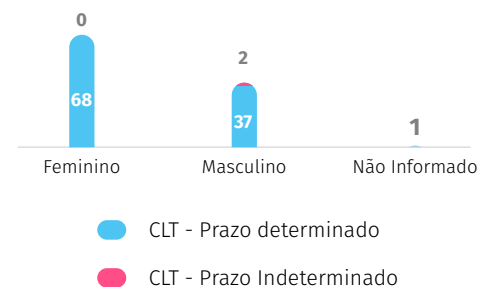 0
68
2
37
1
Feminino
Masculino
Não Informado
CLT - Prazo determinado
CLT - Prazo Indeterminado